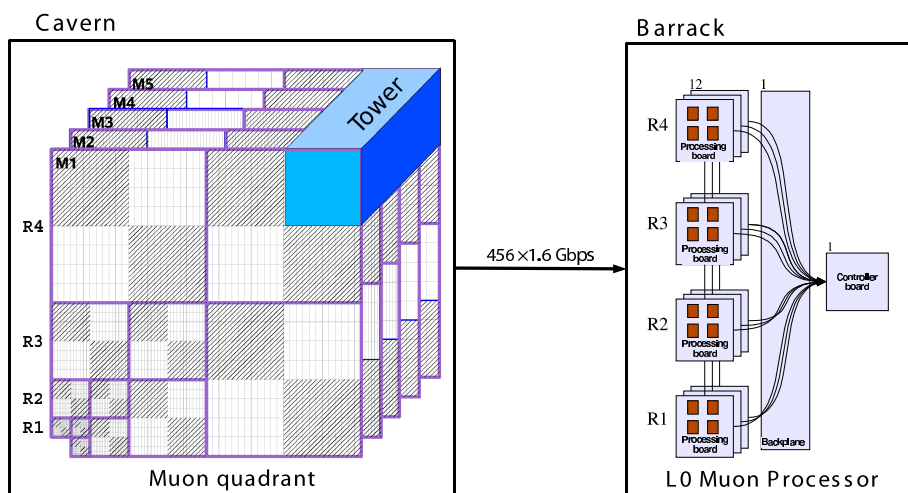 Cavern
Barrack
M5
M4
M3
M2
M1
Tower
R4
R3
R2
R1
Muon quadrant
456×1.6 Gbps
12
1
R4
Processing
board
R3
Processing
board
R2
Processing
board
R1
Processing
board
Backplane
1
Controller
board
L0 Muon Processor